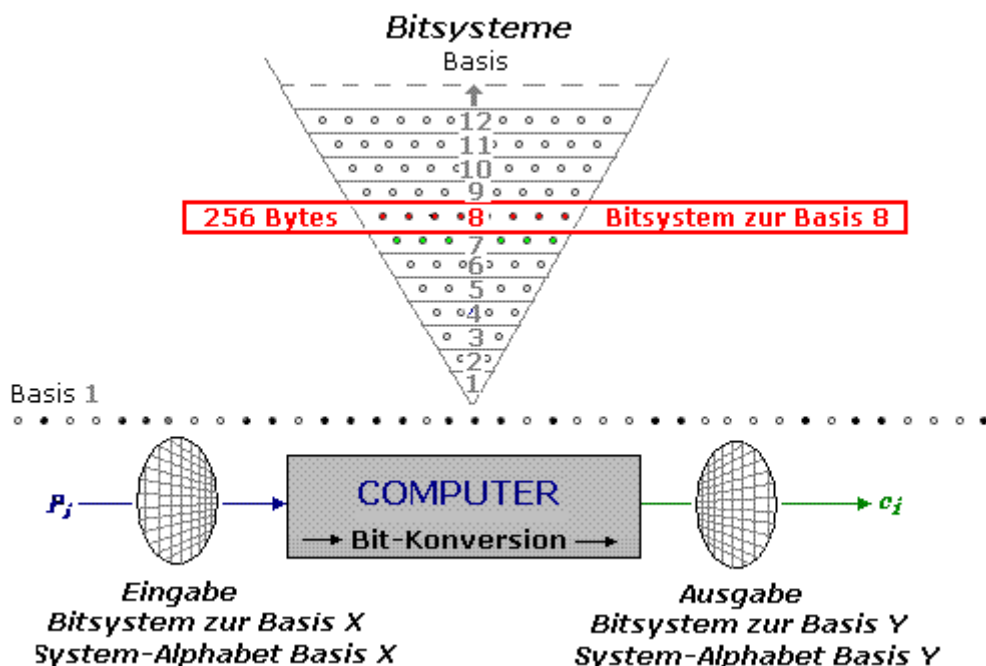 Bitsysteme
Basis
12
11
10
9
256 Bytes 8 Bitsystem zur Basis 8
7
6
5
4
3
2
1
Basis 1
COMPUTER
Bit-Konversion
Eingabe
Bitsystem zur Basis X
System-Alphabet Basis X
Ausgabe
Bitsystem zur Basis Y
System-Alphabet Basis Y